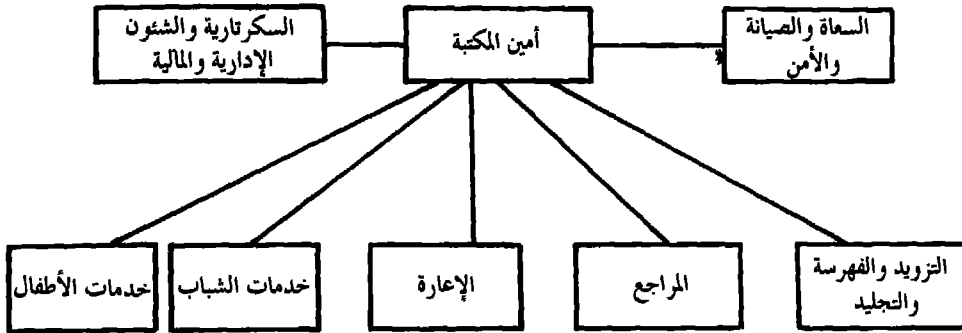 السعاة والصيانة
والأمن
أمين المكتبة
السكرتارية والشئون
الإدارية والمالية
التزويد والفهرسة
والتجليد
المراجع
الإعارة
خدمات الشباب
خدمات الأطفال